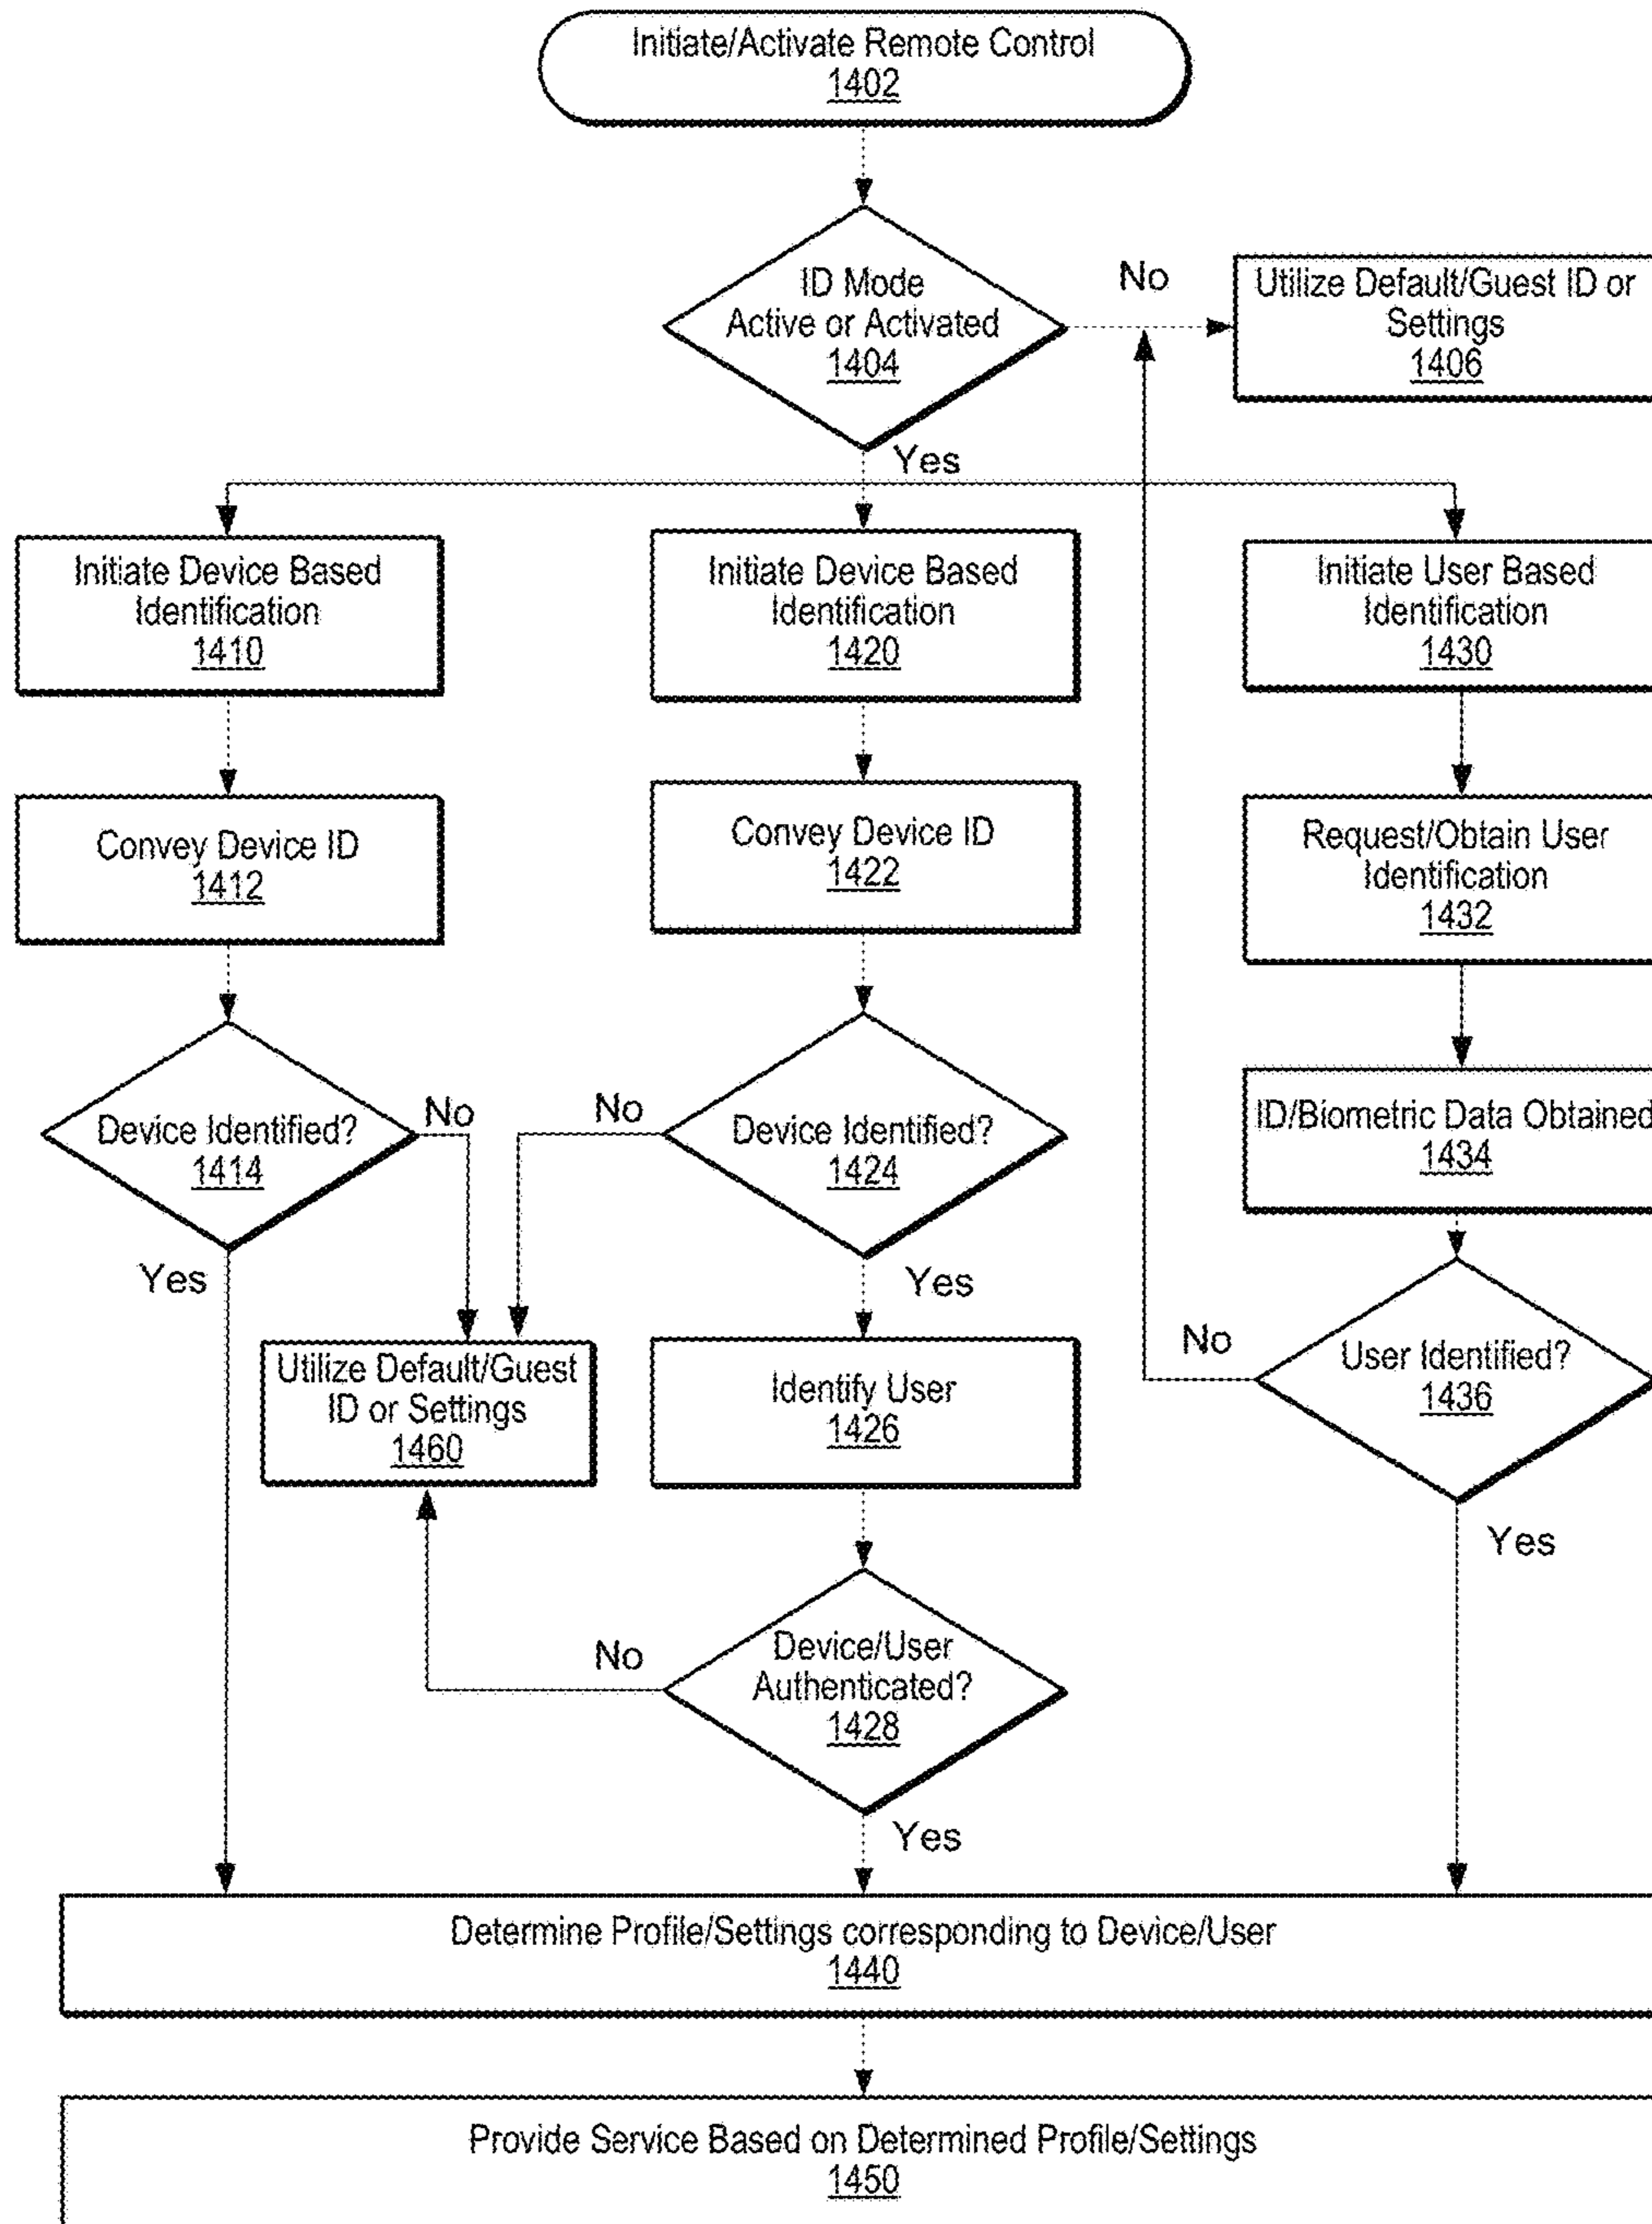 Initiate/Activate Remote Control
1402
ID Mode
Active or Activated
1404
No
Utilize Default/Guest ID or
Settings
1406
Yes
Initiate Device Based
Identification
1410
Initiate Device Based
Identification
1420
Initiate User Based
Identification
1430
Convey Device ID
1412
Convey Device ID
1422
Request/Obtain User
Identification
1432
Device Identified?
1414
No
Yes
No
Device Identified?
1424
Yes
ID/Biometric Data Obtained
1434
Utilize Default/Guest
ID or Settings
1460
Identify User
1426
No
User Identified?
1436
Yes
No
Device/User
Authenticated?
1428
Yes
Determine Profile/Settings corresponding to Device/User
1440
Provide Service Based on Determined Profile/Settings
1450